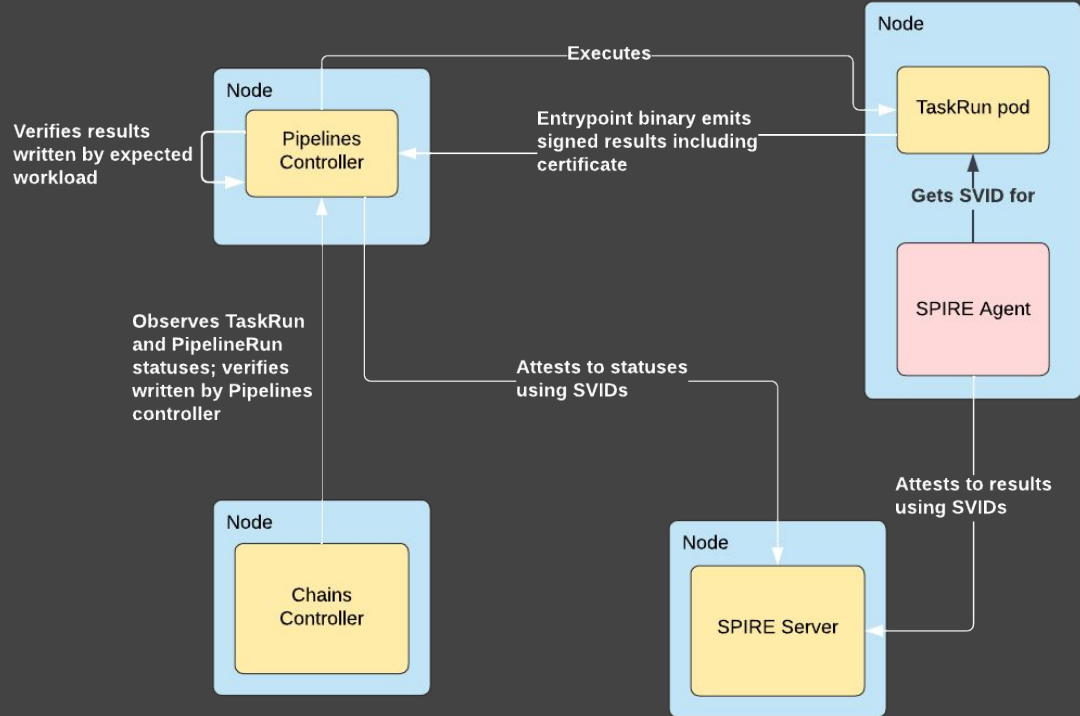 Node
Executes
Node
TaskRun pod
Verifies results
written by expected
workload
Pipelines
Controller
Entrypoint binary emits
signed results including
certificate
Gets SVID for
SPIRE Agent
Observes TaskRun
and PipelineRun
statuses; verifies
written by Pipelines
controller
Attests to statuses
using SVIDs
Attests to results
using SVIDs
Node
Chains
Controller
Node
SPIRE Server